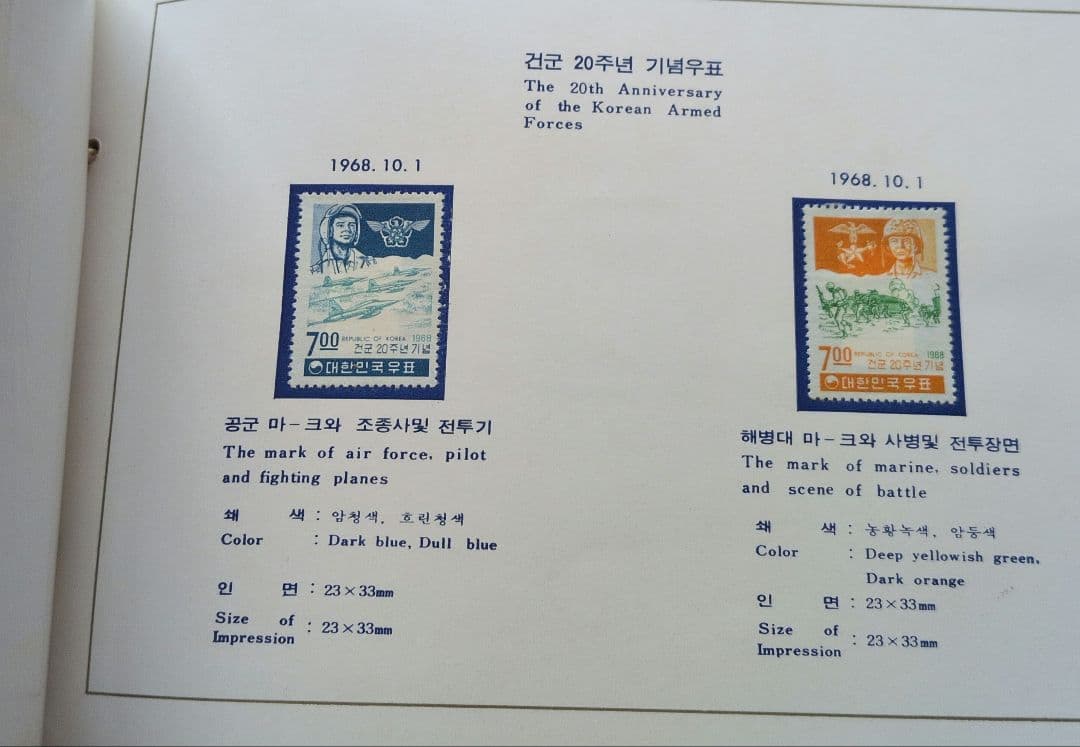 건군 20주년 기념우표
The 20th Anniversary
of the Korean Armed
Forces
1968. 10. 1
7.00 REPUBLIC OF KOREA 1968
건군 20주년 기념
대한민국우표
공군 마-크와 조종사및 전투기
The mark of air force, pilot
and fighting planes
쇄 색 : 암청색, 흐린청색
Color : Dark blue, Dull blue
인 면 : 23×33mm
Size of
Impression : 23×33mm
1968. 10. 1
7.00 REPUBLIC OF KOREA 1968
건군 20주년 기념
대한민국우표
해병대 마-크와 사병및 전투장면
The mark of marine, soldiers
and scene of battle
쇄 색 : 농황녹색, 암등색
Color : Deep yellowish green,
Dark orange
인 면 : 23×33mm
Size of
Impression : 23×33mm